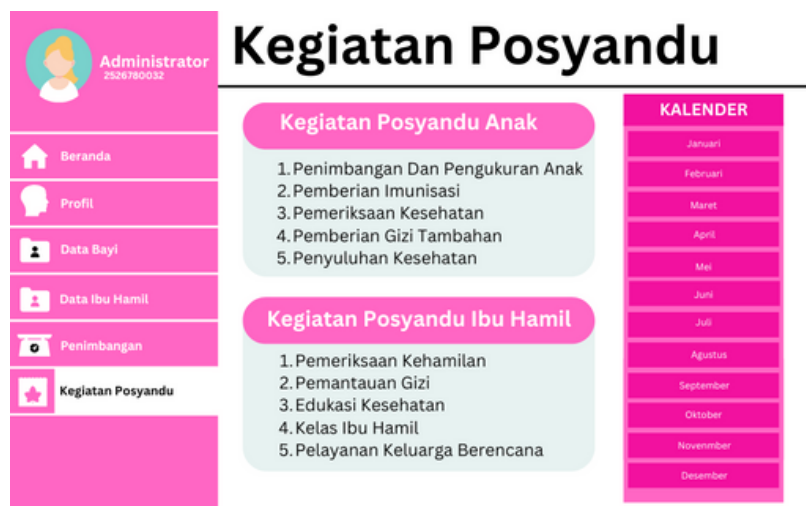 Administrator
2526780032
Beranda
Profil
Data Bayi
Data Ibu Hamil
Penimbangan
Kegiatan Posyandu
Kegiatan Posyandu
Kegiatan Posyandu Anak
1. Penimbangan Dan Pengukuran Anak
2. Pemberian Imunisasi
3. Pemeriksaan Kesehatan
4. Pemberian Gizi Tambahan
5. Penyuluhan Kesehatan
Kegiatan Posyandu Ibu Hamil
1. Pemeriksaan Kehamilan
2. Pemantauan Gizi
3. Edukasi Kesehatan
4. Kelas Ibu Hamil
5. Pelayanan Keluarga Berencana
KALENDER
Januari
Februari
Maret
April
Mei
Juni
Juli
Agustus
September
Oktober
Novenmber
Desember